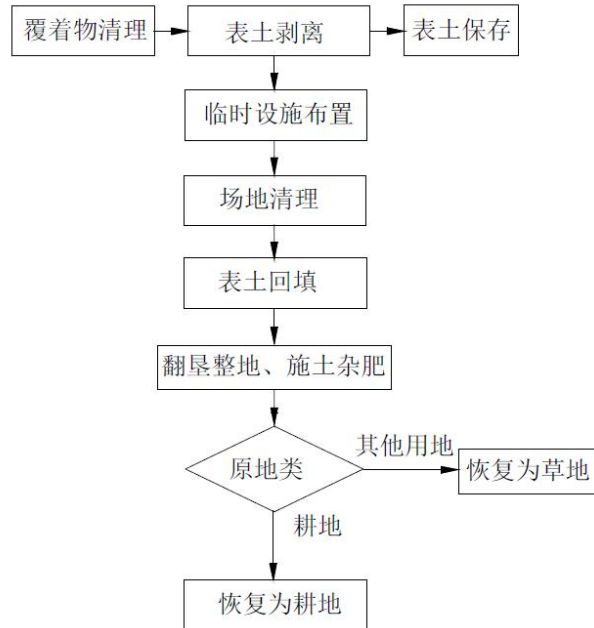 覆着物清理
表土剥离
表土保存
临时设施布置
场地清理
表土回填
翻垦整地、施土杂肥
原地类
其他用地
恢复为草地
耕地
恢复为耕地